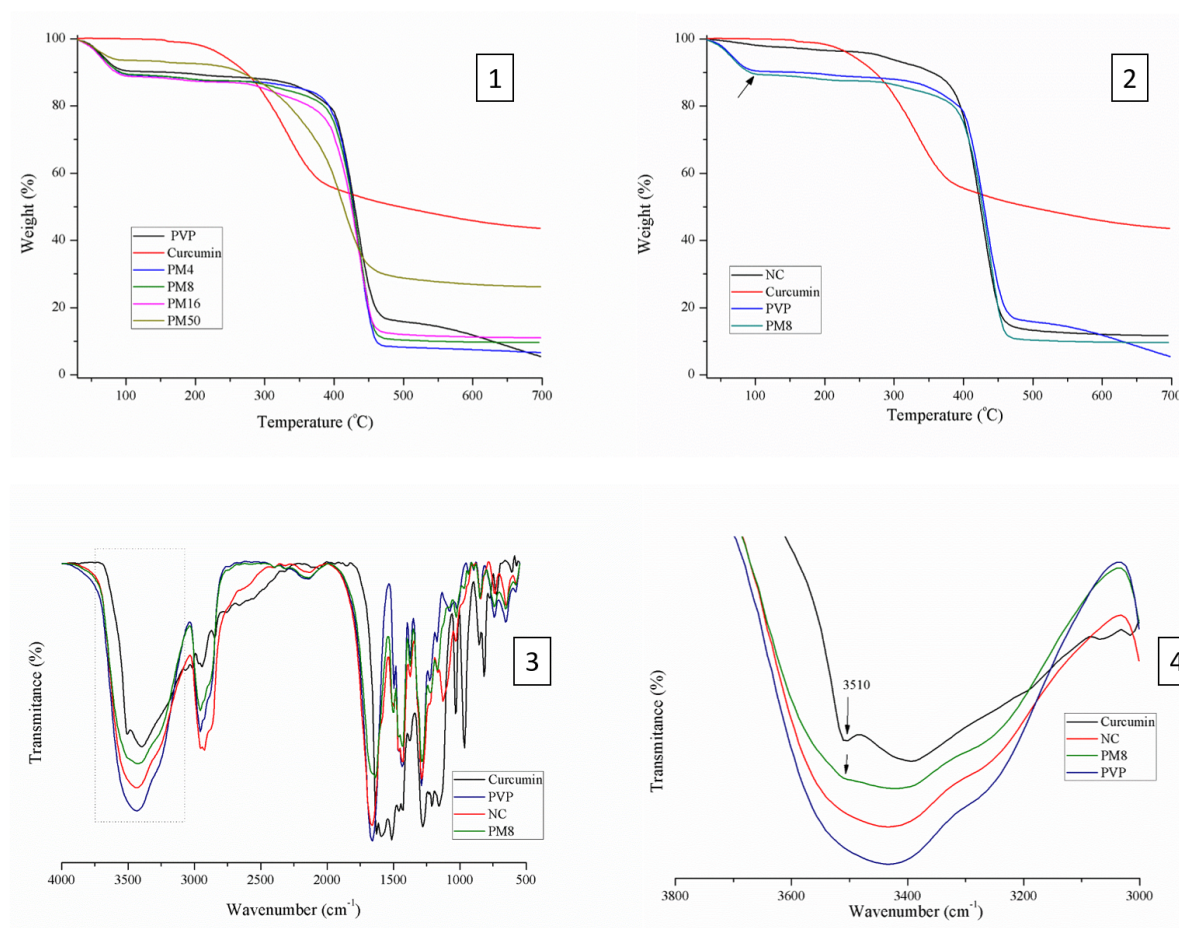 1
100
80
60
40
20
0
Weight (%)
PVP
Curcumin
PM4
PM8
PM16
PM50
100 200 300 400 500 600 700
Temperature (°C)
2
100
80
60
40
20
0
Weight (%)
NC
Curcumin
PVP
PM8
100 200 300 400 500 600 700
Temperature (°C)
3
Transmitance (%)
Curcumin
PVP
NC
PM8
4000 3500 3000 2500 2000 1500 1000 500
Wavenumber (cm⁻¹)
4
Transmitance (%)
3510
Curcumin
NC
PM8
PVP
3800 3600 3400 3200 3000
Wavenumber (cm⁻¹)